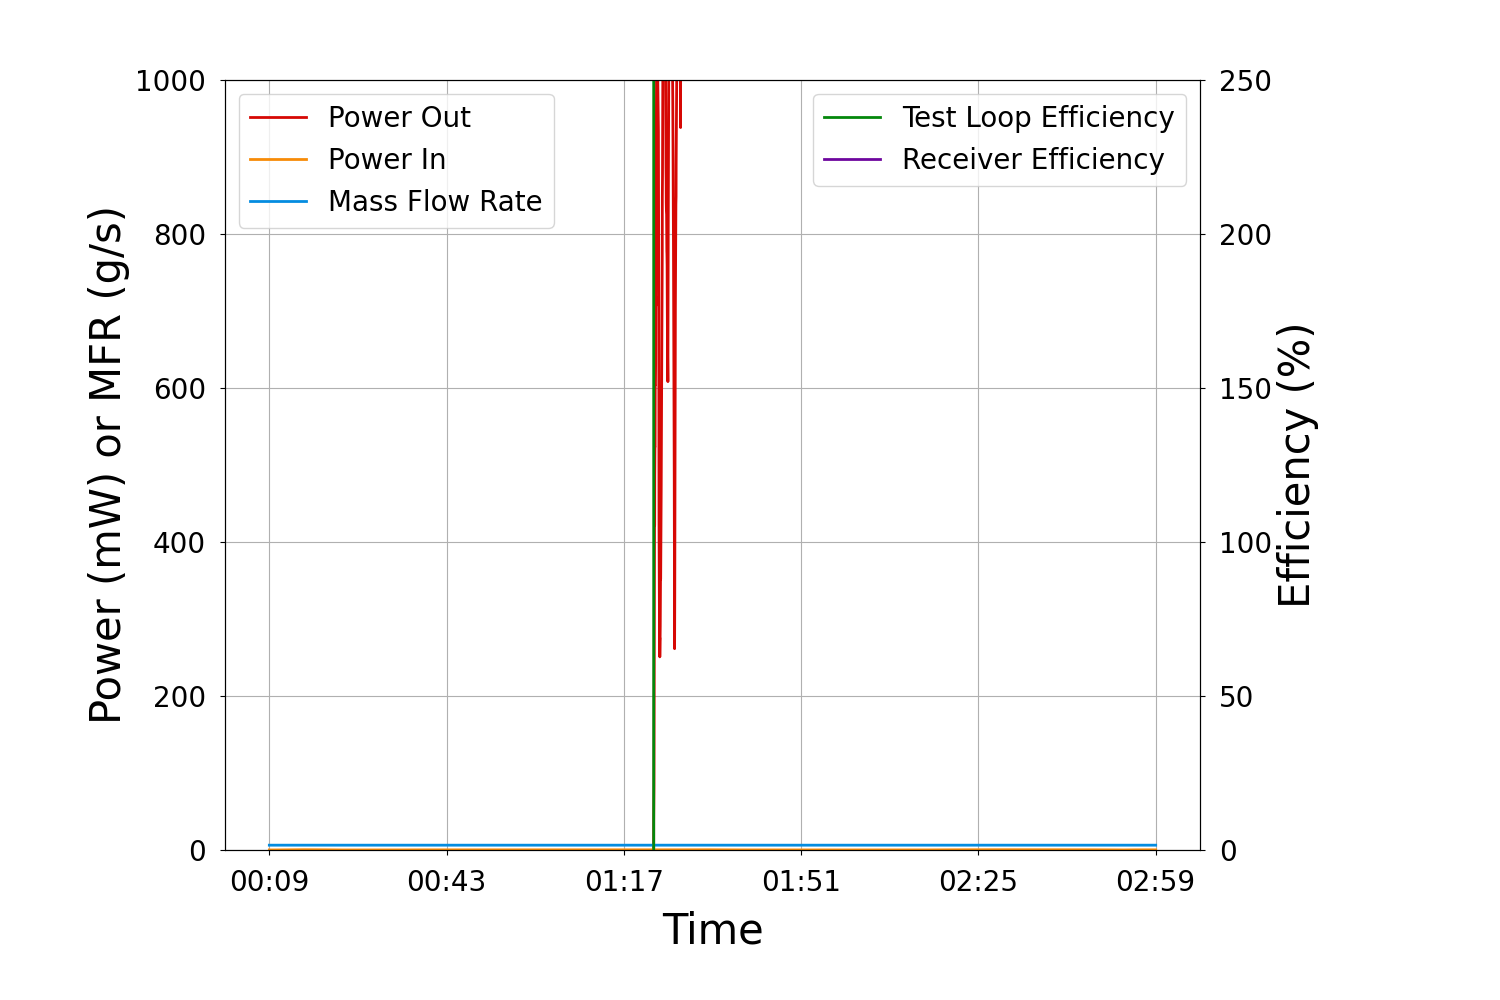 Power Out
Power In
Mass Flow Rate
Test Loop Efficiency
Receiver Efficiency
Power (mW) or MFR (g/s)
1000
800
600
400
200
0
250
200
150
100
50
0
Efficiency (%)
00:09 00:43 01:17 01:51 02:25 02:59
Time